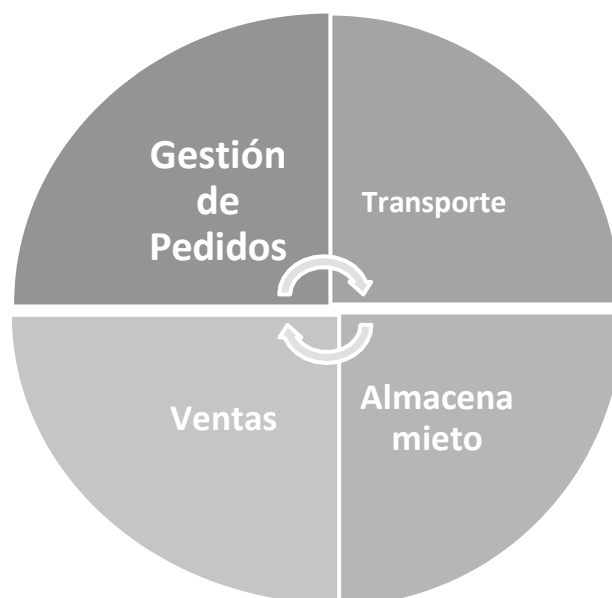 Gestión
de
Pedidos
Transporte
Ventas
Almacena
mieto